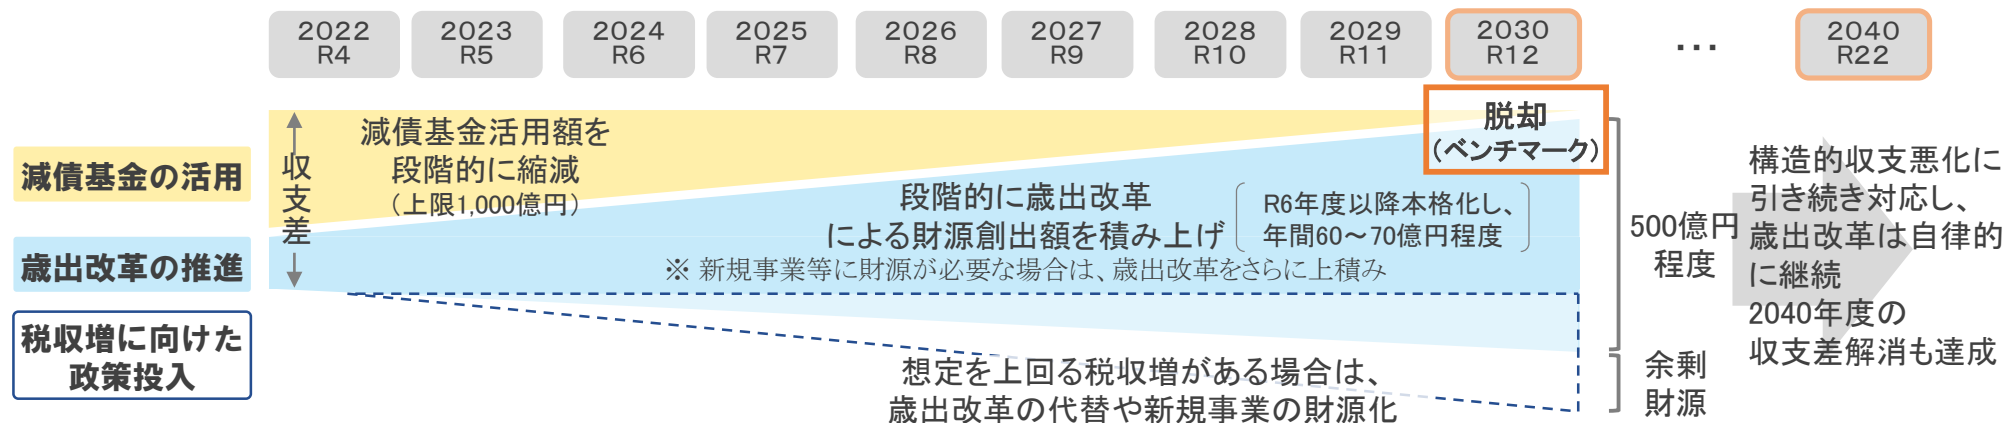 2022
R4
2023
R5
2024
R6
2025
R7
2026
R8
2027
R9
2028
R10
2029
R11
2030
R12
…
2040
R22
減債基金の活用
歳出改革の推進
税収増に向けた
政策投入
収支差
減債基金活用額を
段階的に縮減
（上限1,000億円）
脱却
（ベンチマーク）
段階的に歳出改革
による財源創出額を積み上げ
R6年度以降本格化し、
年間60～70億円程度
※ 新規事業等に財源が必要な場合は、歳出改革をさらに上積み
想定を上回る税収増がある場合は、
歳出改革の代替や新規事業の財源化
500億円
程度
余剰
財源
構造的収支悪化に
引き続き対応し、
歳出改革は自律的
に継続
2040年度の
収支差解消も達成